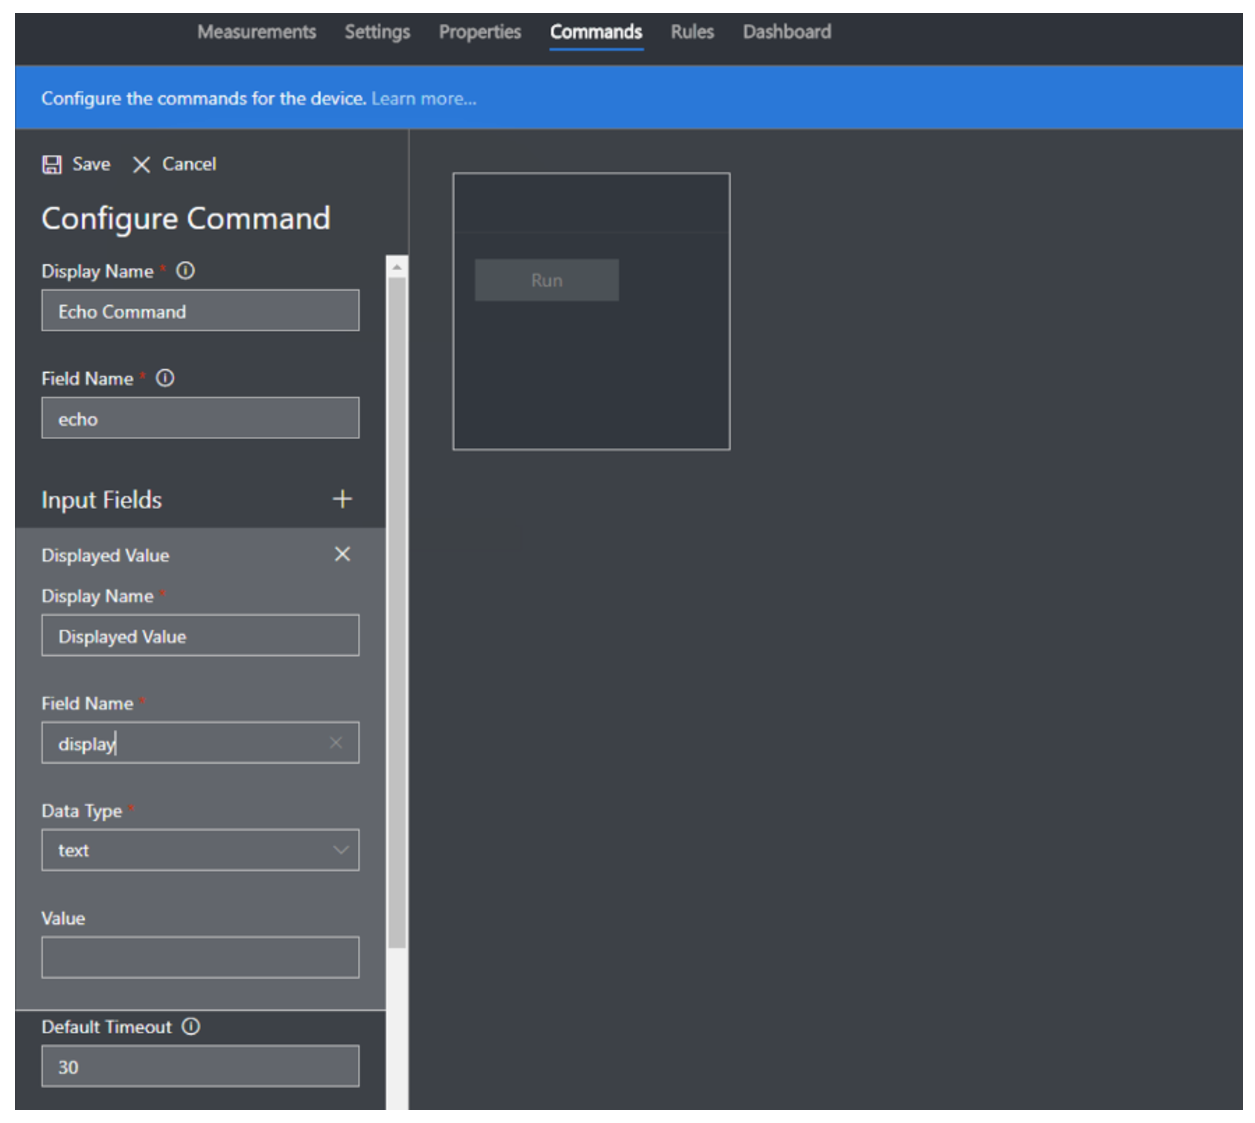 Measurements Settings Properties Commands Rules Dashboard
Configure the commands for the device. Learn more...
Save Cancel
Configure Command
Display Name *
Echo Command
Field Name *
echo
Input Fields
Displayed Value
Display Name *
Displayed Value
Field Name *
display
Data Type *
text
Value
Default Timeout
30
Run